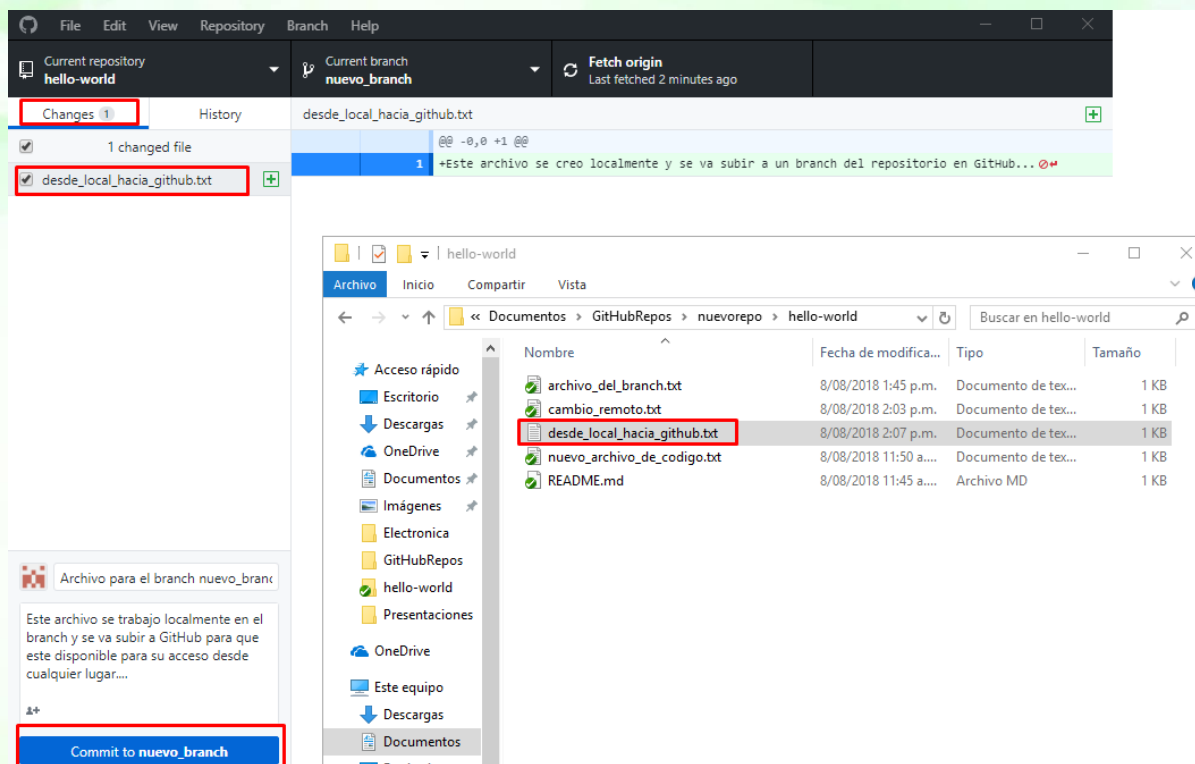 File Edit View Repository Branch Help
Current repository
hello-world
Current branch
nuevo_branch
Fetch origin
Last fetched 2 minutes ago
Changes 1
History
desde_local_hacia_github.txt
1 changed file
@@ -0,0 +1 @@
1 +Este archivo se creo localmente y se va subir a un branch del repositorio en GitHub...
desde_local_hacia_github.txt
hello-world
Archivo Inicio Compartir Vista
« Documentos > GitHubRepos > nuevorepo > hello-world
Buscar en hello-world
Nombre Fecha de modifica... Tipo Tamaño
archivo_del_branch.txt 8/08/2018 1:45 p.m. Documento de tex... 1 KB
cambio_remoto.txt 8/08/2018 2:03 p.m. Documento de tex... 1 KB
desde_local_hacia_github.txt 8/08/2018 2:07 p.m. Documento de tex... 1 KB
nuevo_archivo_de_codigo.txt 8/08/2018 11:50 a.... Documento de tex... 1 KB
README.md 8/08/2018 11:45 a.... Archivo MD 1 KB
Acceso rápido
Escritorio
Descargas
OneDrive
Documentos
Imágenes
Electronica
GitHubRepos
hello-world
Presentaciones
OneDrive
Este equipo
Descargas
Documentos
Archivo para el branch nuevo_branc
Este archivo se trabajo localmente en el
branch y se va subir a GitHub para que
este disponible para su acceso desde
cualquier lugar....
Commit to nuevo_branch